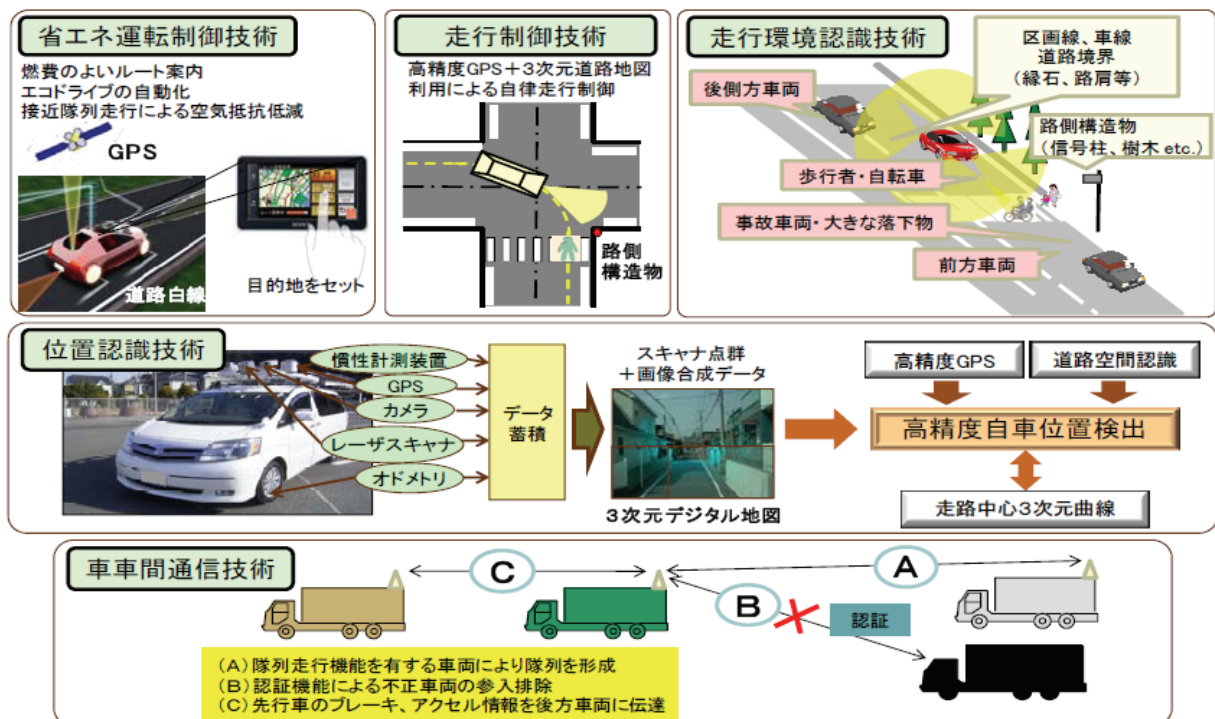 省エネ運転制御技術
燃費のよいルート案内
エコドライブの自動化
接近隊列走行による空気抵抗低減
GPS
道路白線
目的地をセット
走行制御技術
高精度GPS+3次元道路地図
利用による自律走行制御
路側
構造物
走行環境認識技術
区画線、車線
道路境界
(縁石、路肩等)
後側方車両
路側構造物
(信号柱、樹木 etc.)
歩行者・自転車
事故車両・大きな落下物
前方車両
位置認識技術
慣性計測装置
GPS
カメラ
レーザスキャナ
オドメトリ
データ
蓄積
スキャナ点群
+画像合成データ
3次元デジタル地図
高精度GPS
道路空間認識
高精度自車位置検出
走路中心3次元曲線
車車間通信技術
C
A
B
認証
(A)隊列走行機能を有する車両により隊列を形成
(B)認証機能による不正車両の参入排除
(C)先行車のブレーキ、アクセル情報を後方車両に伝達